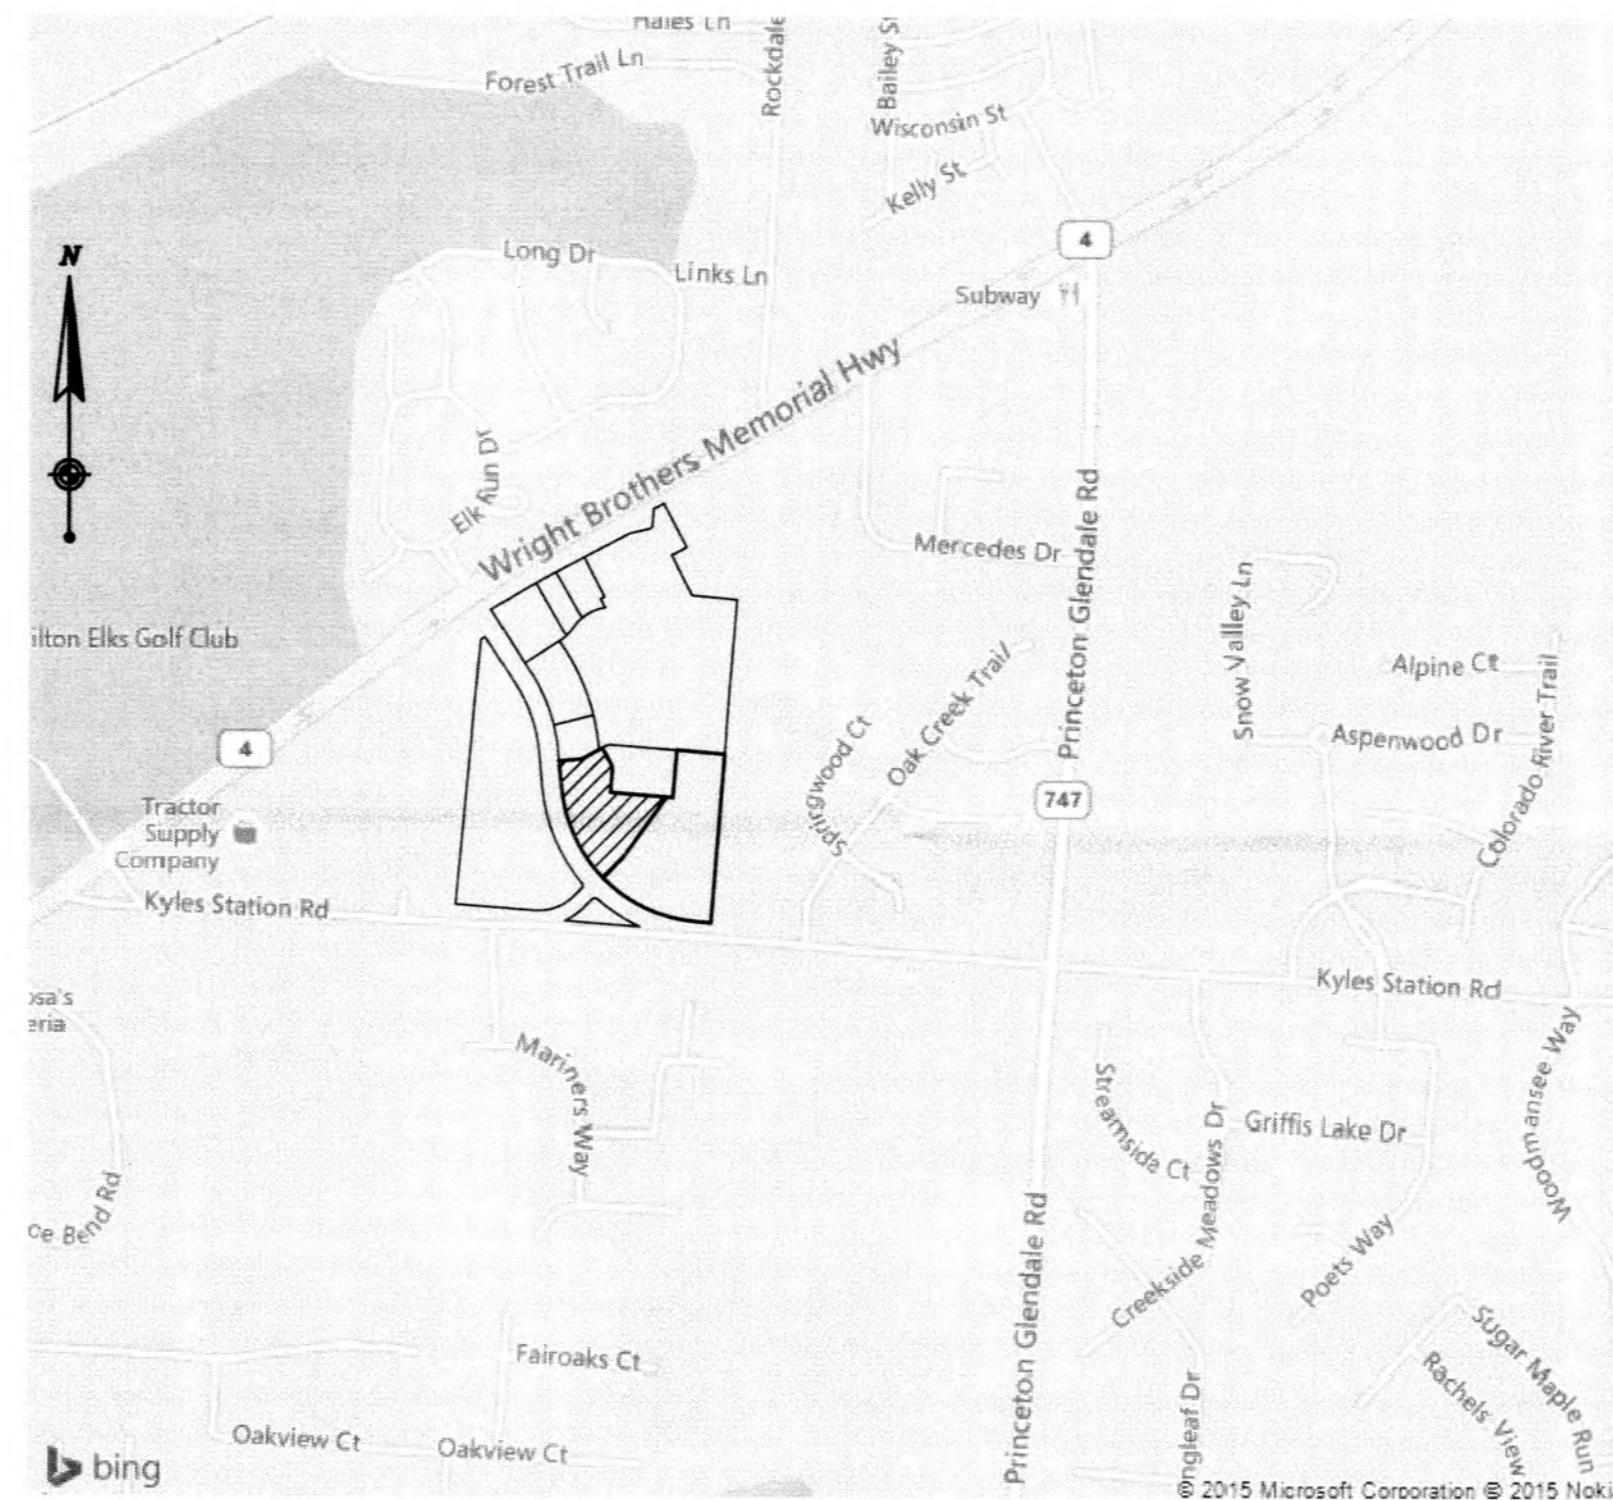 Hales Ln
Forest Trail Ln
Rockdale
Bailey St
Wisconsin St
Kelly St
N
Long Dr
Links Ln
4
Subway
Wright Brothers Memorial Hwy
Elk Run Dr
Mercedes Dr
Princeton Glendale Rd
Snow Valley Ln
ilton Elks Golf Club
Alpine Ct
Oak Creek Trail
Springwood Ct
Aspenwood Dr
Colorado River Trail
4
747
Tractor
Supply
Company
Kyles Station Rd
Kyles Station Rd
osa's
eria
Mariners Way
Streamside Ct
Creekside Meadows Dr
Griffis Lake Dr
Woodmansee Way
ce Bend Rd
Princeton Glendale Rd
Poets Way
Fairoaks Ct
Sugar Maple Run
Rachels View
ngleaf Dr
Oakview Ct
Oakview Ct
bing
© 2015 Microsoft Corporation © 2015 Noki